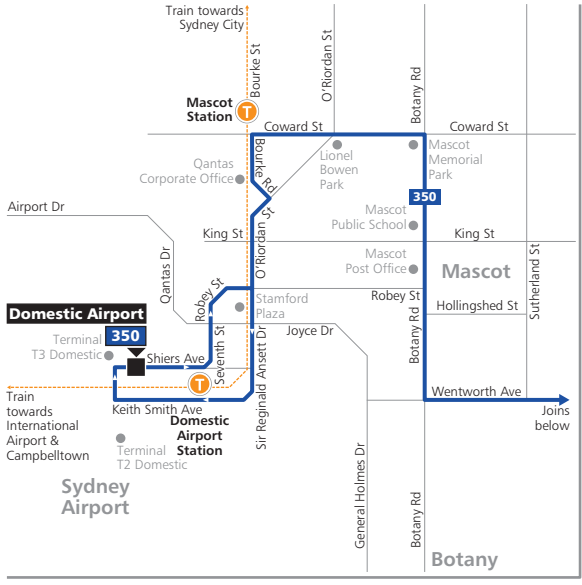 Train towards
Sydney City
Bourke St
O'Riordan St
Botany Rd
Mascot
Station
T
Coward St
Coward St
Bourke
Rd
Lionel
Bowen
Park
Mascot
Memorial
Park
Qantas
Corporate Office
350
Airport Dr
Mascot
Public School
King St
King St
O'Riordan St
Qantas Dr
Mascot
Post Office
Mascot
Sutherland St
Robey St
Robey St
Stamford
Plaza
Hollingshed St
Domestic Airport
350
Joyce Dr
Botany Rd
Terminal
T3 Domestic
Shiers Ave
Seventh St
Sir Reginald Ansett Dr
T
Wentworth Ave
Train
towards
International
Airport &
Campbelltown
Keith Smith Ave
Domestic
Airport
Station
Joins
below
Terminal
T2 Domestic
General Holmes Dr
Botany Rd
Sydney
Airport
Botany